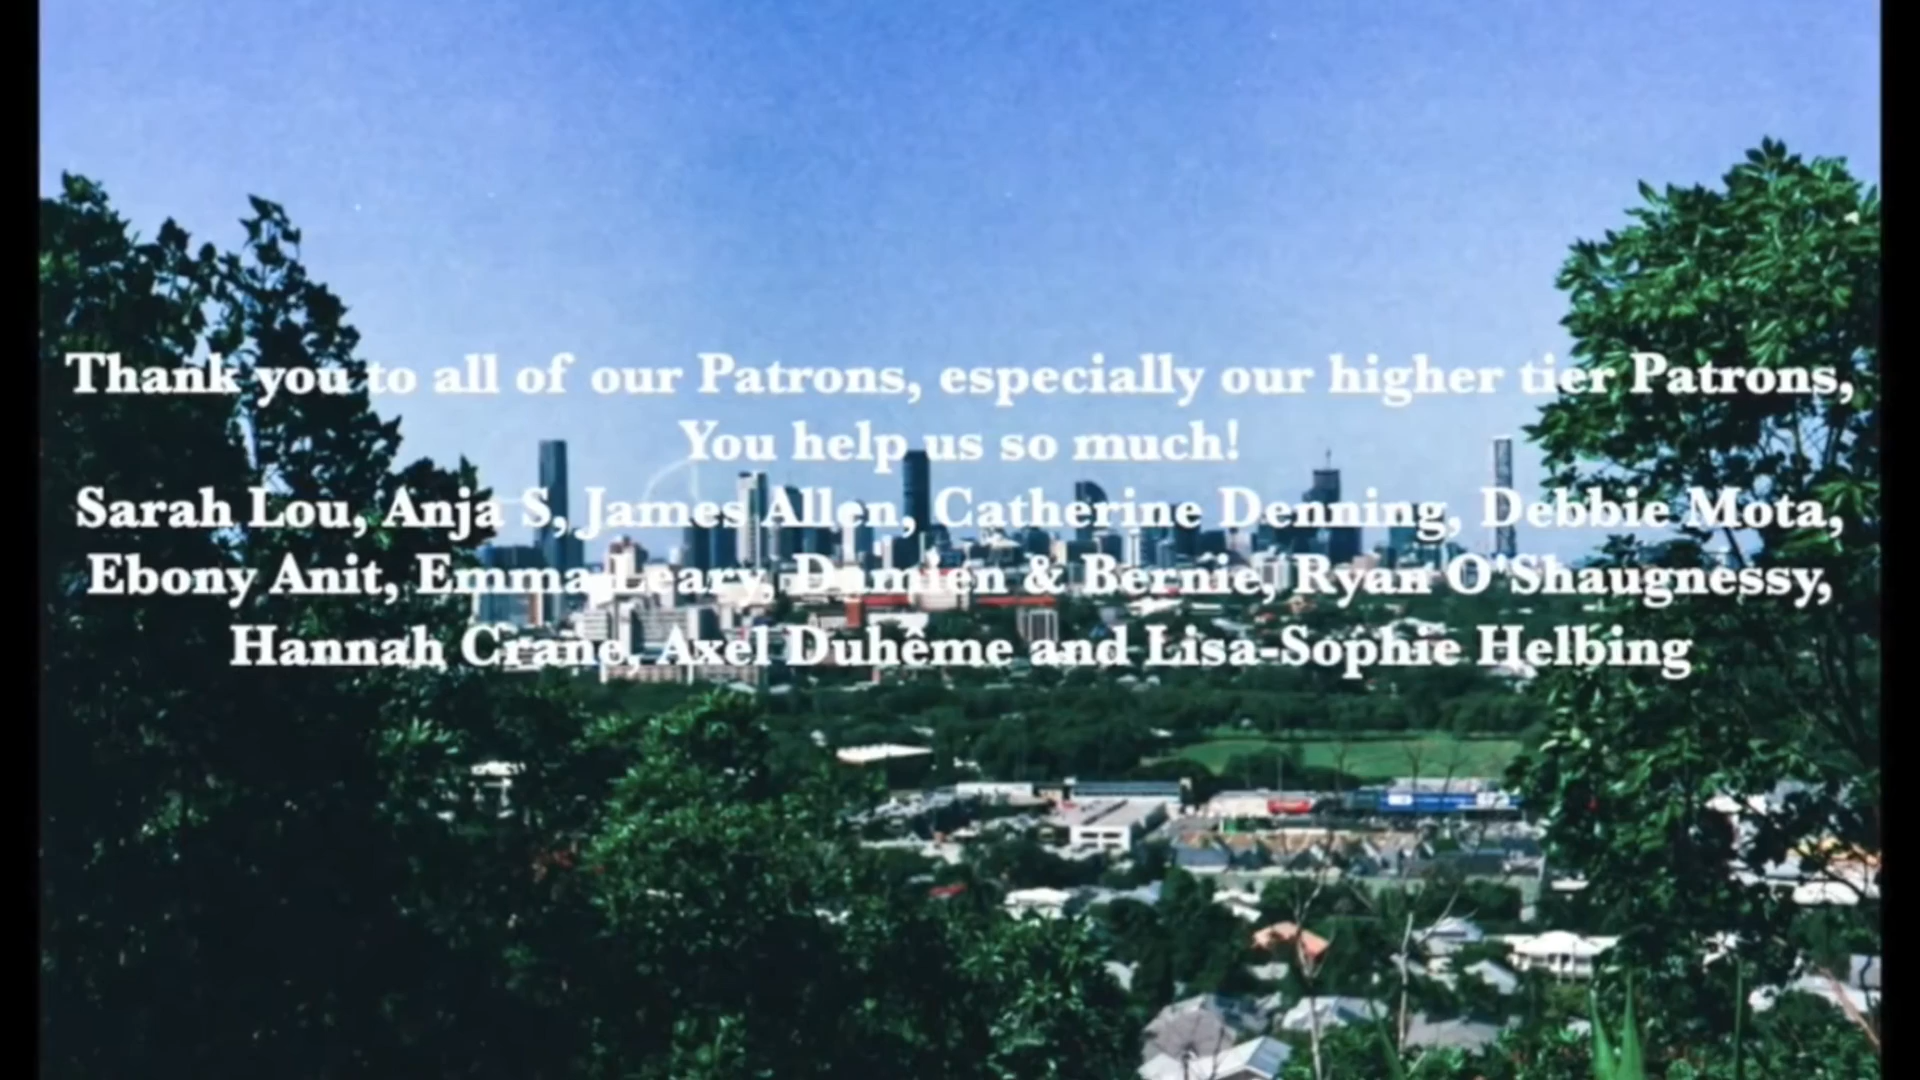 Thank you to all of our Patrons, especially our higher tier Patrons,
You help us so much!
Sarah Lou, Anja S, James Allen, Catherine Denning, Debbie Mota,
Ebony Anit, Emma Leary, Damien & Bernie, Ryan O'Shaugnessy,
Hannah Crane, Axel Duhême and Lisa-Sophie Helbing